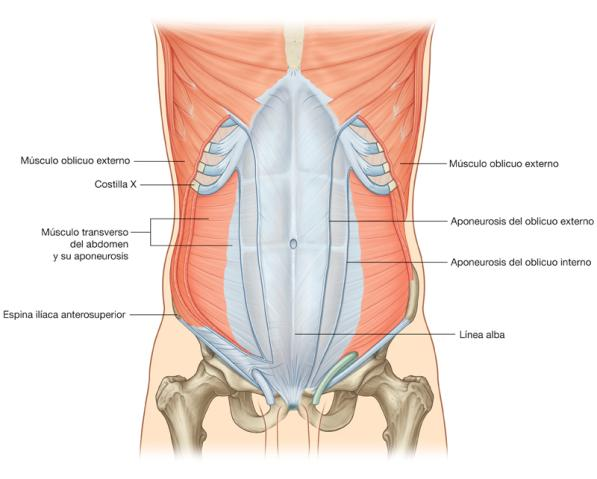 Músculo oblicuo externo
Costilla X
Músculo transverso
del abdomen
y su aponeurosis
Espina ilíaca anterosuperior
Músculo oblicuo externo
Aponeurosis del oblicuo externo
Aponeurosis del oblicuo interno
Línea alba